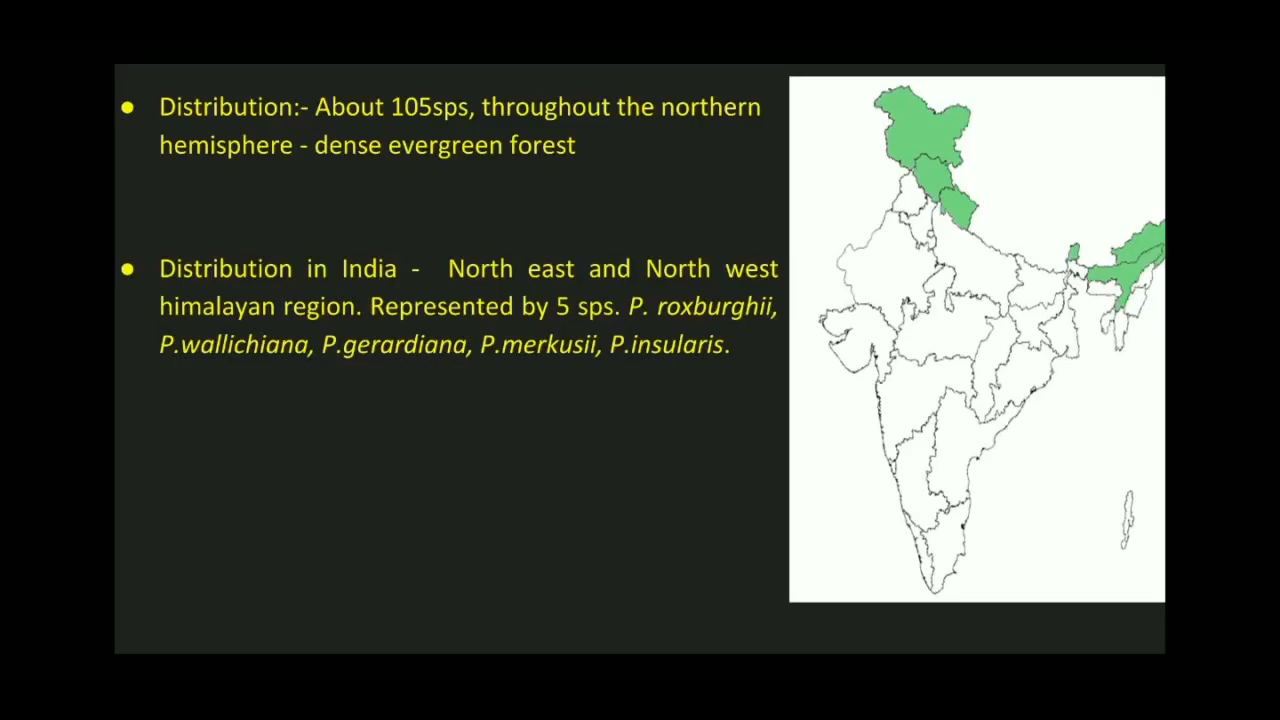 ● Distribution:- About 105sps, throughout the northern
hemisphere - dense evergreen forest
● Distribution in India - North east and North west
himalayan region. Represented by 5 sps. P. roxburghii,
P.wallichiana, P.gerardiana, P.merkusii, P.insularis.